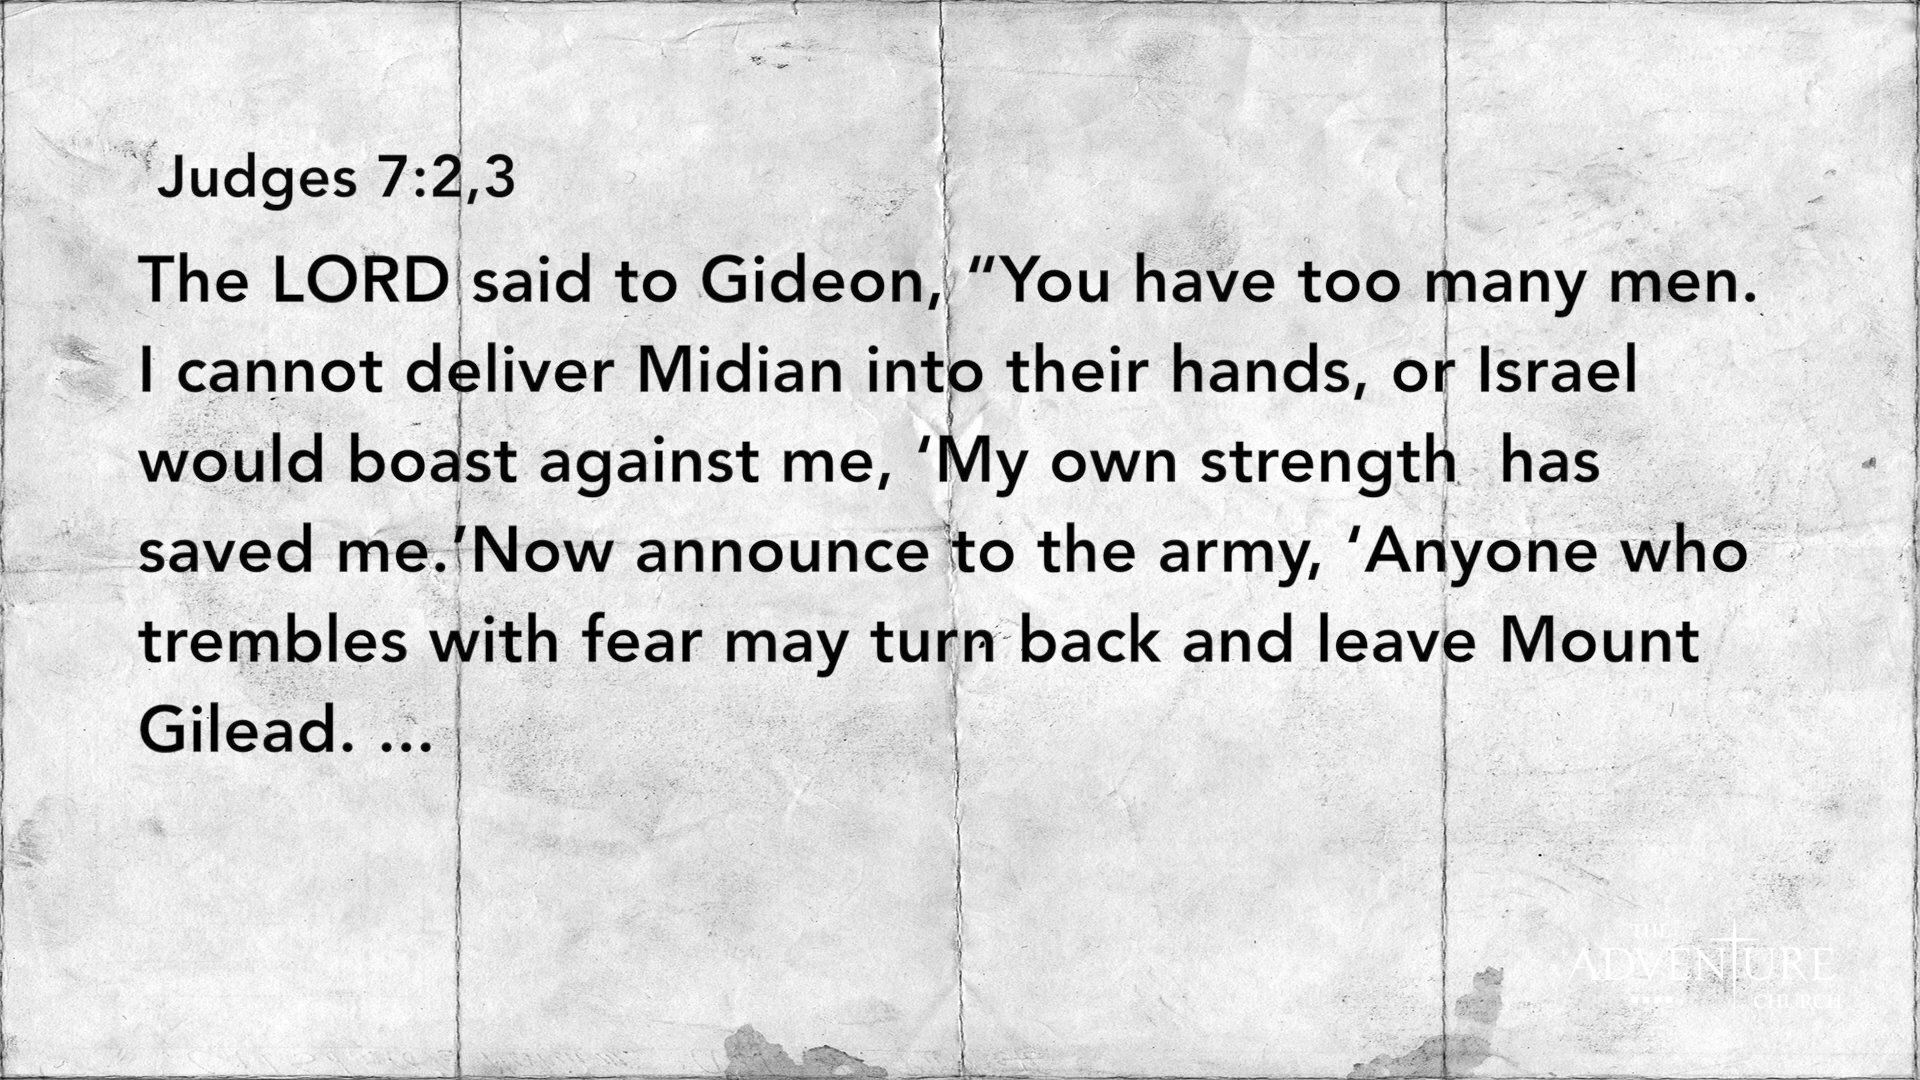 Judges 7:2,3
The LORD said to Gideon, “You have too many men.
I cannot deliver Midian into their hands, or Israel
would boast against me, ‘My own strength  has
saved me.’Now announce to the army, ‘Anyone who
trembles with fear may turn back and leave Mount
Gilead. ...
THE
ADVENTURE
CHURCH